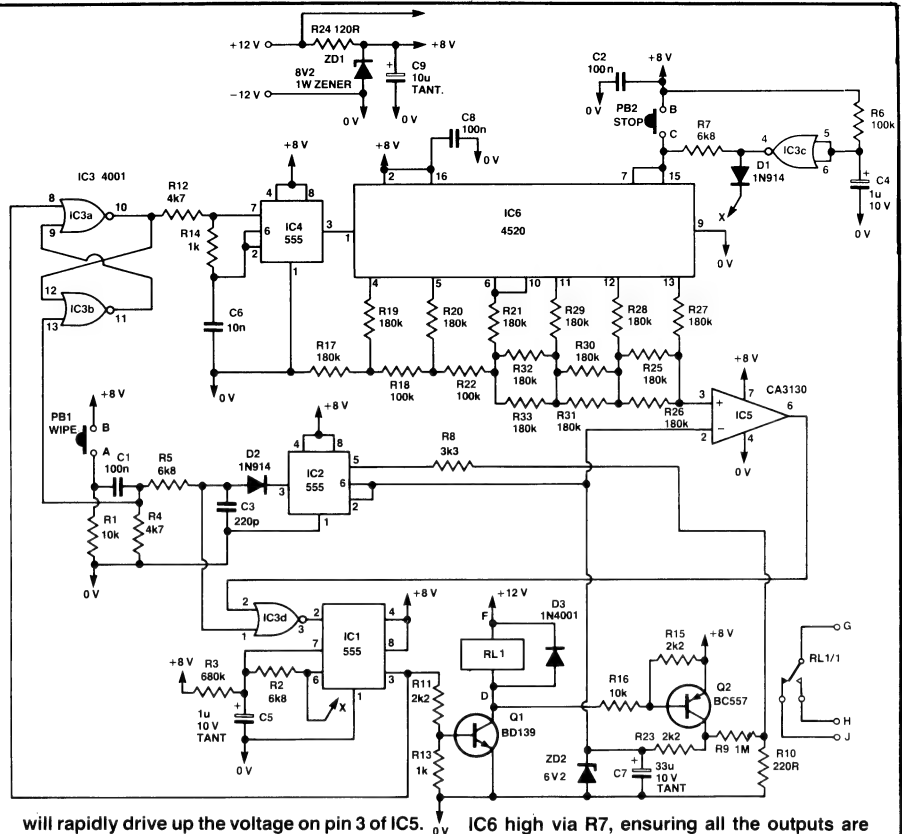 R24 120R
+12 V
+8 V
ZD1
8V2
1W ZENER
C9
10u
TANT.
−12 V
0 V
0 V
C2
100n
+8 V
0 V
PB2
STOP
B
C
R7
6k8
4
IC3c
5
6
D1
1N914
X
R6
100k
C4
1u
10 V
0 V
C8
100n
0 V
+8 V
2
16
7
15
IC3 4001
8
9
IC3a
10
R12
4k7
R14
1k
+8 V
4
8
7
6
2
IC4
555
3
1
1
IC6
4520
9
0 V
12
13
IC3b
11
C6
10n
0 V
4
5
6
10
11
12
13
R19
180k
R20
180k
R21
180k
R29
180k
R28
180k
R27
180k
R17
180k
R18
100k
R22
100k
R32
180k
R30
180k
R25
180k
R33
180k
R31
180k
R26
180k
+8 V
CA3130
3
+
7
IC5
6
2
−
4
0 V
+8 V
PB1
WIPE
B
A
C1
100n
R5
6k8
D2
1N914
+8 V
4
8
3
IC2
555
5
6
2
1
R8
3k3
R1
10k
R4
4k7
C3
220p
0 V
2
1
IC3d
3
2
IC1
555
4
+8 V
7
8
6
3
1
+8 V
R3
680k
R2
6k8
X
1u
10 V
TANT
C5
0 V
R11
2k2
R13
1k
+12 V
F
RL1
D3
1N4001
D
Q1
BD139
R16
10k
R15
2k2
+8 V
Q2
BC557
R23 2k2
R9 1M
R10
220R
ZD2
6V2
C7
33u
10 V
TANT
0 V
G
RL1/1
H
J
will rapidly drive up the voltage on pin 3 of IC5.
IC6 high via R7, ensuring all the outputs are